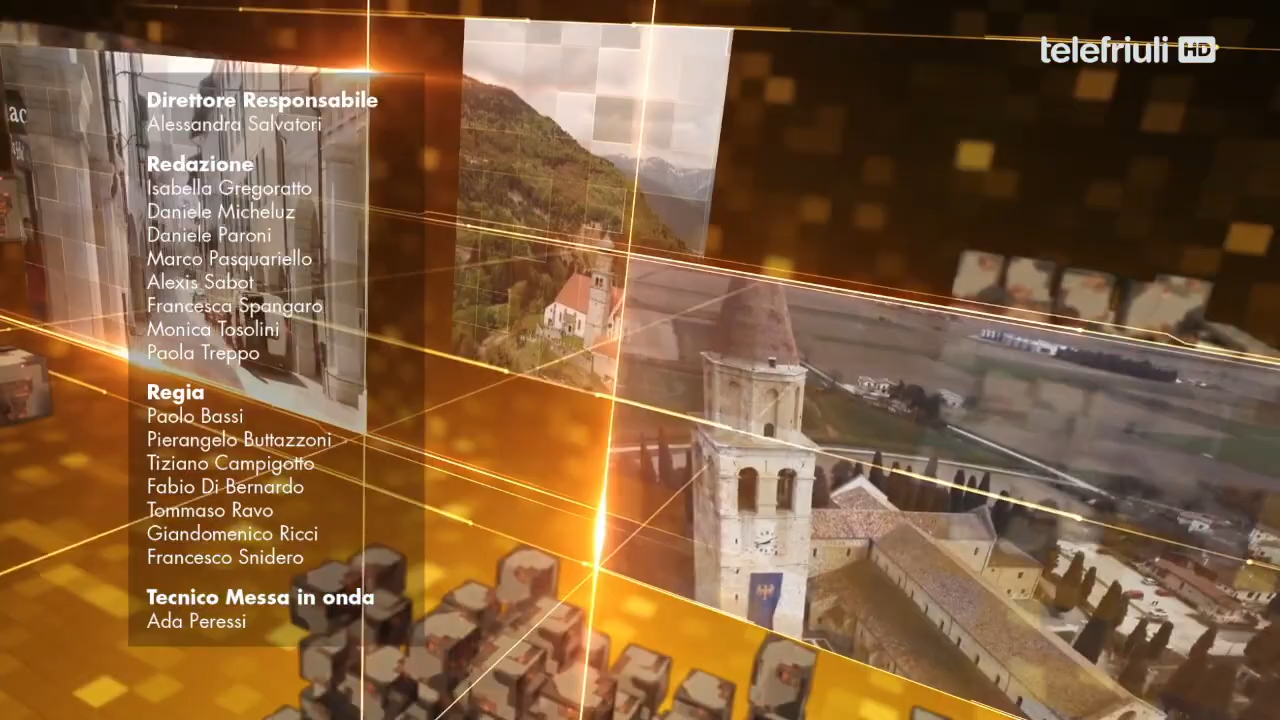 telefriuli HD
Direttore Responsabile
Alessandra Salvatori
Redazione
Isabella Gregoratto
Daniele Micheluz
Daniele Paroni
Marco Pasquariello
Alexis Sabot
Francesca Spangaro
Monica Tosolini
Paola Treppo
Regia
Paolo Bassi
Pierangelo Buttazzoni
Tiziano Campigotto
Fabio Di Bernardo
Tommaso Ravo
Giandomenico Ricci
Francesco Snidero
Tecnico Messa in onda
Ada Peressi